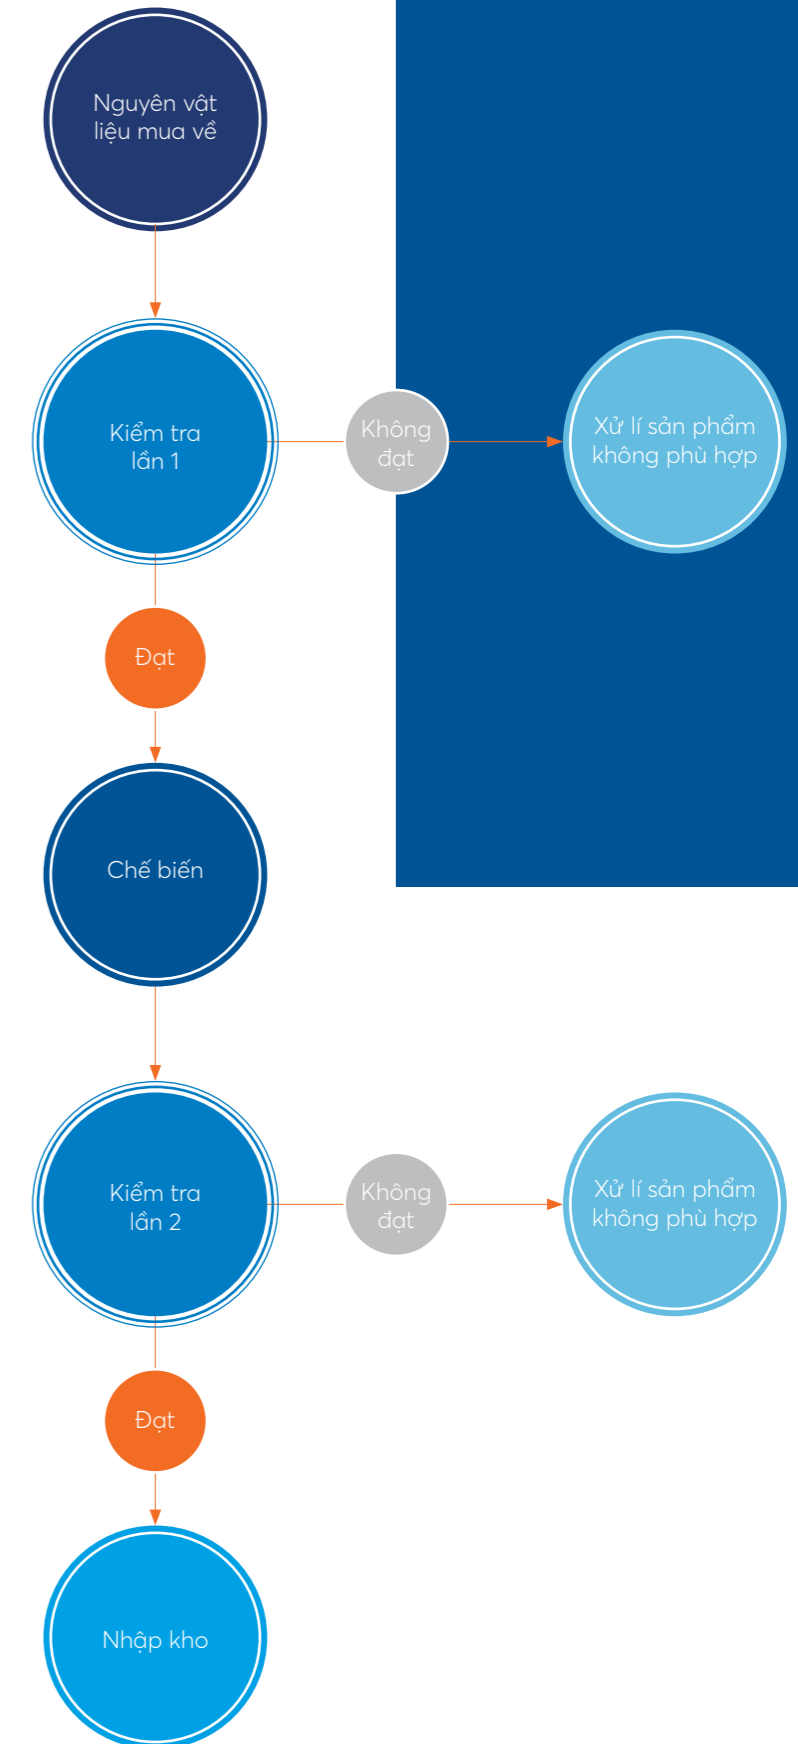 Nguyên vật
liệu mua về
Kiểm tra
lần 1
Không
đạt
Xử lí sản phẩm
không phù hợp
Đạt
Chế biến
Kiểm tra
lần 2
Không
đạt
Xử lí sản phẩm
không phù hợp
Đạt
Nhập kho